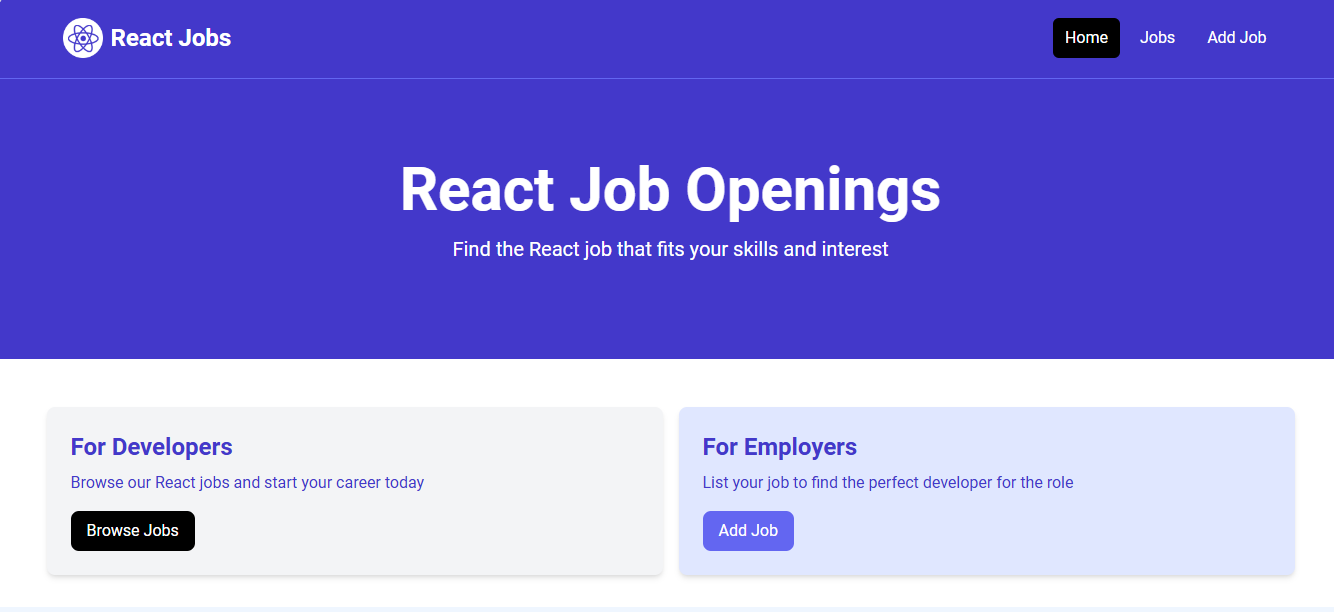 React Jobs
Home
Jobs
Add Job
React Job Openings
Find the React job that fits your skills and interest
For Developers
Browse our React jobs and start your career today
Browse Jobs
For Employers
List your job to find the perfect developer for the role
Add Job